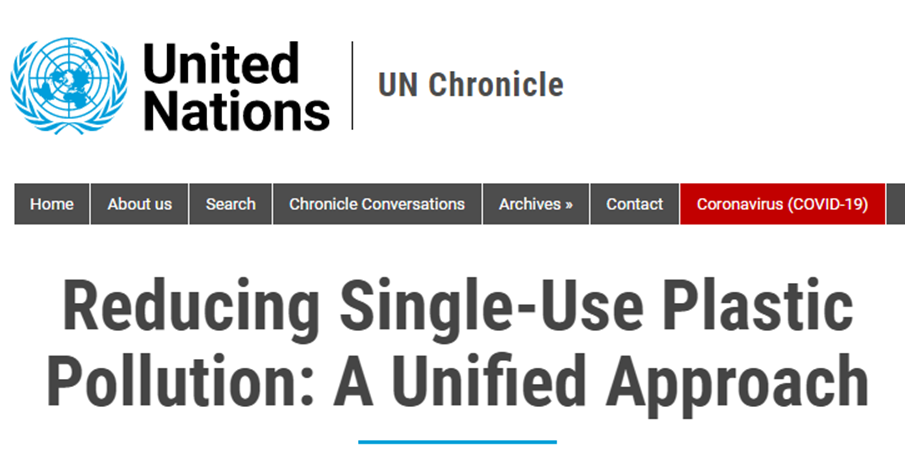 United
Nations
UN Chronicle
Home About us Search Chronicle Conversations Archives » Contact Coronavirus (COVID-19)
Reducing Single-Use Plastic
Pollution: A Unified Approach